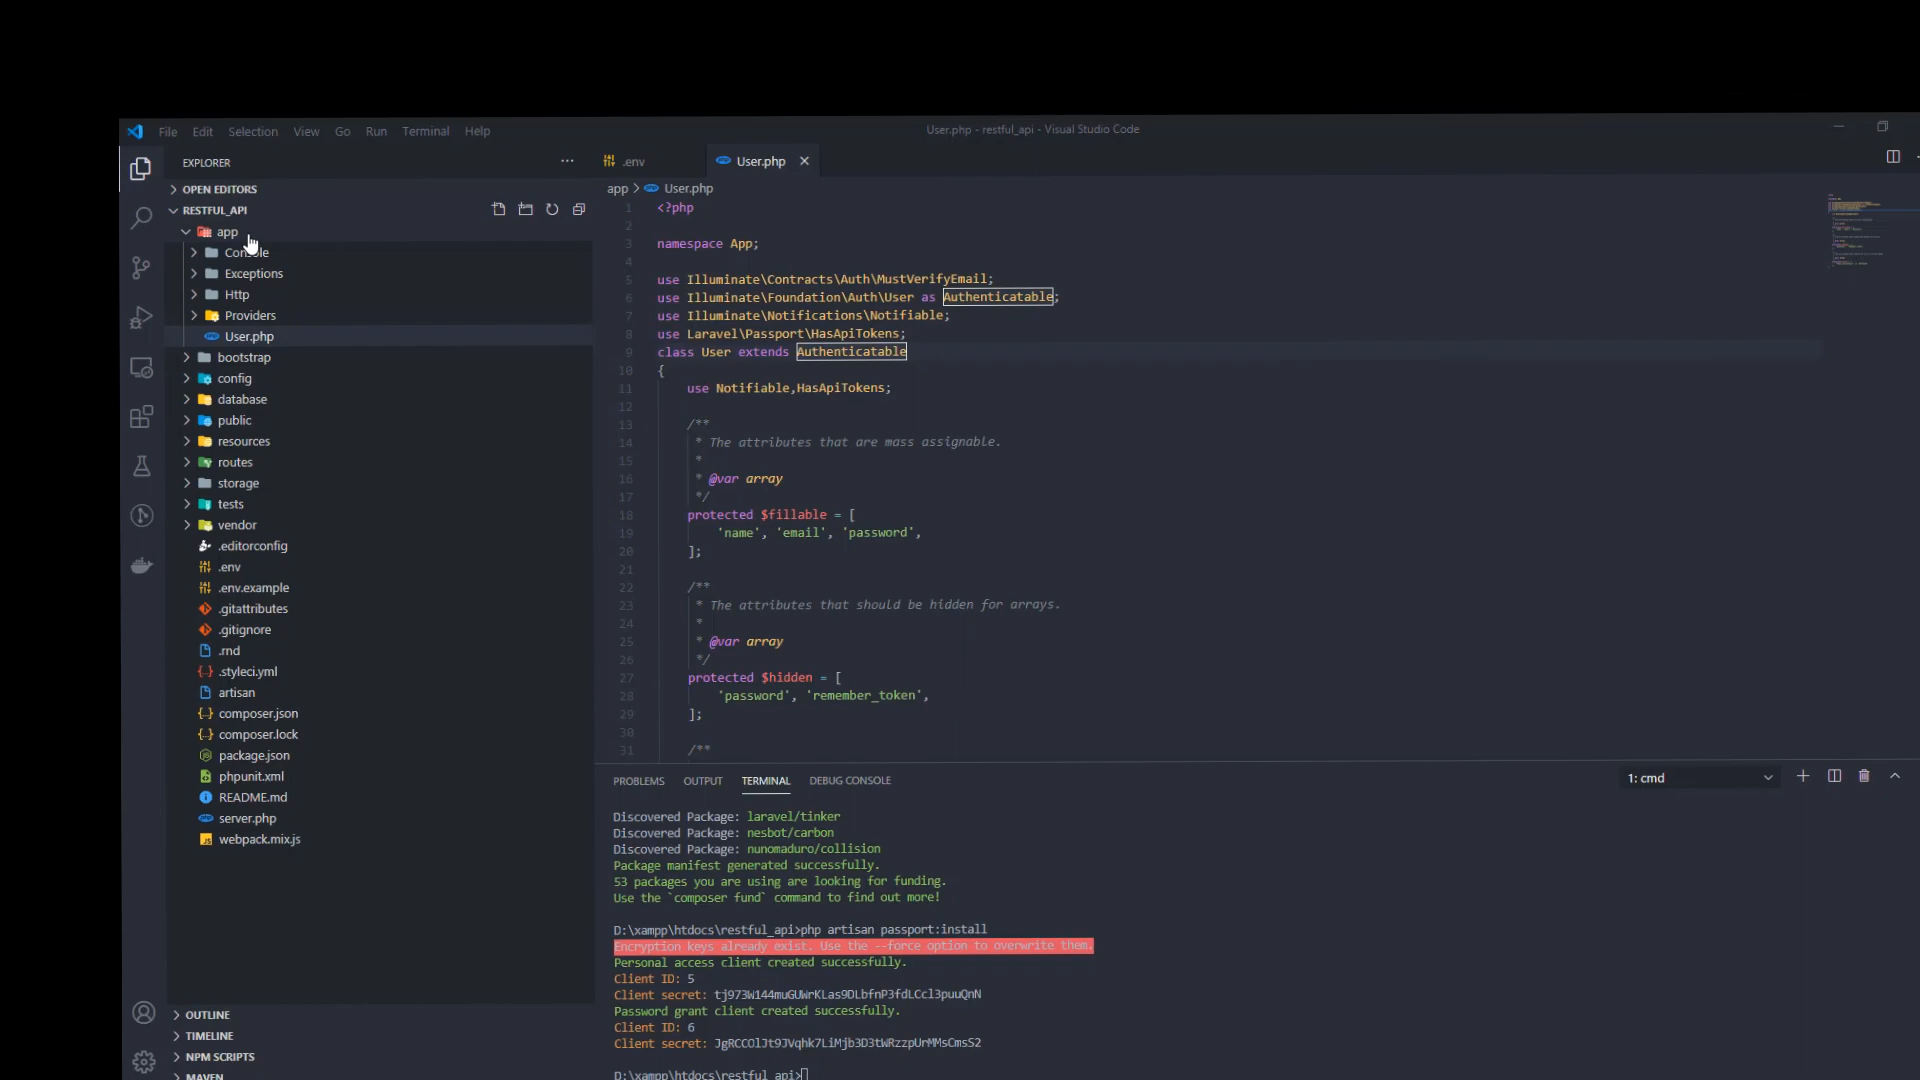 File Edit Selection View Go Run Terminal Help
User.php - restful_api - Visual Studio Code
EXPLORER
OPEN EDITORS
RESTFUL_API
app
Console
Exceptions
Http
Providers
User.php
bootstrap
config
database
public
resources
routes
storage
tests
vendor
.editorconfig
.env
.env.example
.gitattributes
.gitignore
.rnd
.styleci.yml
artisan
composer.json
composer.lock
package.json
phpunit.xml
README.md
server.php
webpack.mix.js
OUTLINE
TIMELINE
NPM SCRIPTS
MAVEN
.env
User.php
app > User.php
1 <?php
2
3 namespace App;
4
5 use Illuminate\Contracts\Auth\MustVerifyEmail;
6 use Illuminate\Foundation\Auth\User as Authenticatable;
7 use Illuminate\Notifications\Notifiable;
8 use Laravel\Passport\HasApiTokens;
9 class User extends Authenticatable
10 {
11 use Notifiable,HasApiTokens;
12
13 /**
14 * The attributes that are mass assignable.
15 *
16 * @var array
17 */
18 protected $fillable = [
19 'name', 'email', 'password',
20 ];
21
22 /**
23 * The attributes that should be hidden for arrays.
24 *
25 * @var array
26 */
27 protected $hidden = [
28 'password', 'remember_token',
29 ];
30
31 /**
PROBLEMS OUTPUT TERMINAL DEBUG CONSOLE
1: cmd
Discovered Package: laravel/tinker
Discovered Package: nesbot/carbon
Discovered Package: nunomaduro/collision
Package manifest generated successfully.
53 packages you are using are looking for funding.
Use the `composer fund` command to find out more!
D:\xampp\htdocs\restful_api>php artisan passport:install
Encryption keys already exist. Use the --force option to overwrite them.
Personal access client created successfully.
Client ID: 5
Client secret: tj973W144muGUWrKLas9DLbfnP3fdLCcl3puuQnN
Password grant client created successfully.
Client ID: 6
Client secret: JgRCCOlJt9JVqhk7LiMjb3D3tWRzzpUrMMsCmsS2
D:\xampp\htdocs\restful_api>